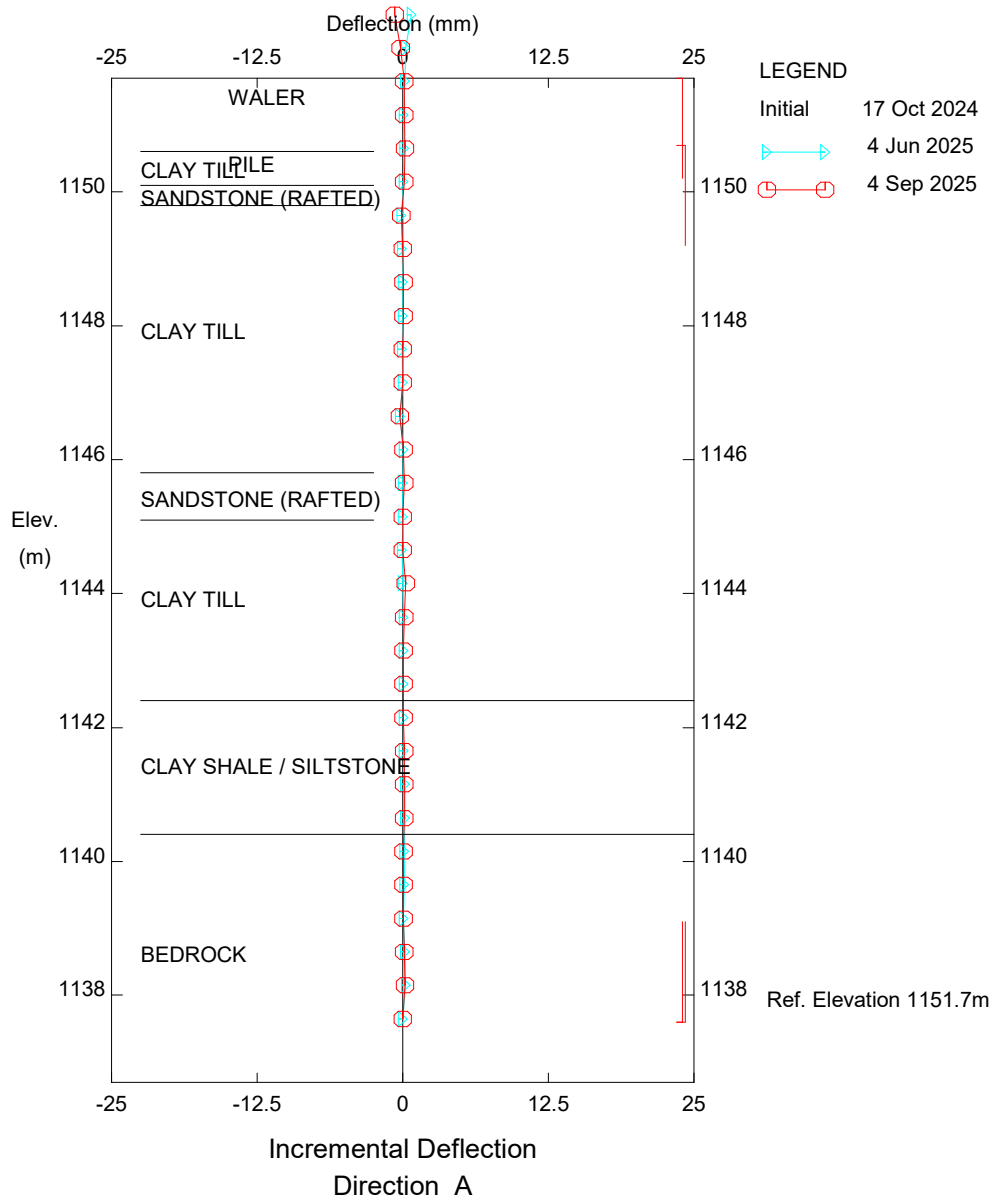 Deflection (mm)
-25 -12.5 0 12.5 25
LEGEND
Initial 17 Oct 2024
4 Jun 2025
4 Sep 2025
WALER
PILE
CLAY TILL
1150 1150
SANDSTONE (RAFTED)
1148 1148
CLAY TILL
1146 1146
SANDSTONE (RAFTED)
Elev.
(m)
1144 1144
CLAY TILL
1142 1142
CLAY SHALE / SILTSTONE
1140 1140
BEDROCK
1138 1138
Ref. Elevation 1151.7m
-25 -12.5 0 12.5 25
Incremental Deflection
Direction A